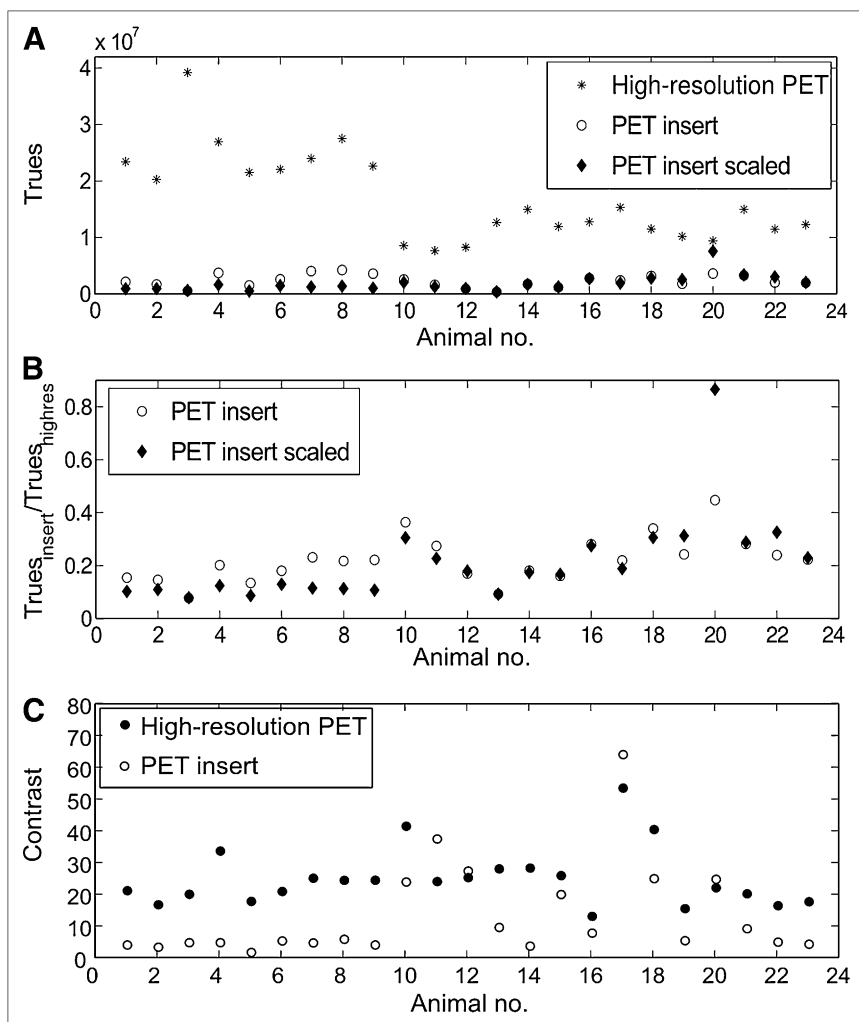 A
x 10^7
4
3
2
1
0
Trues
High-resolution PET
PET insert
PET insert scaled
0 2 4 6 8 10 12 14 16 18 20 22 24
Animal no.
B
0.8
0.6
0.4
0.2
0
Trues_insert/Trues_highres
PET insert
PET insert scaled
0 2 4 6 8 10 12 14 16 18 20 22 24
Animal no.
C
80
70
60
50
40
30
20
10
0
Contrast
High-resolution PET
PET insert
0 2 4 6 8 10 12 14 16 18 20 22 24
Animal no.